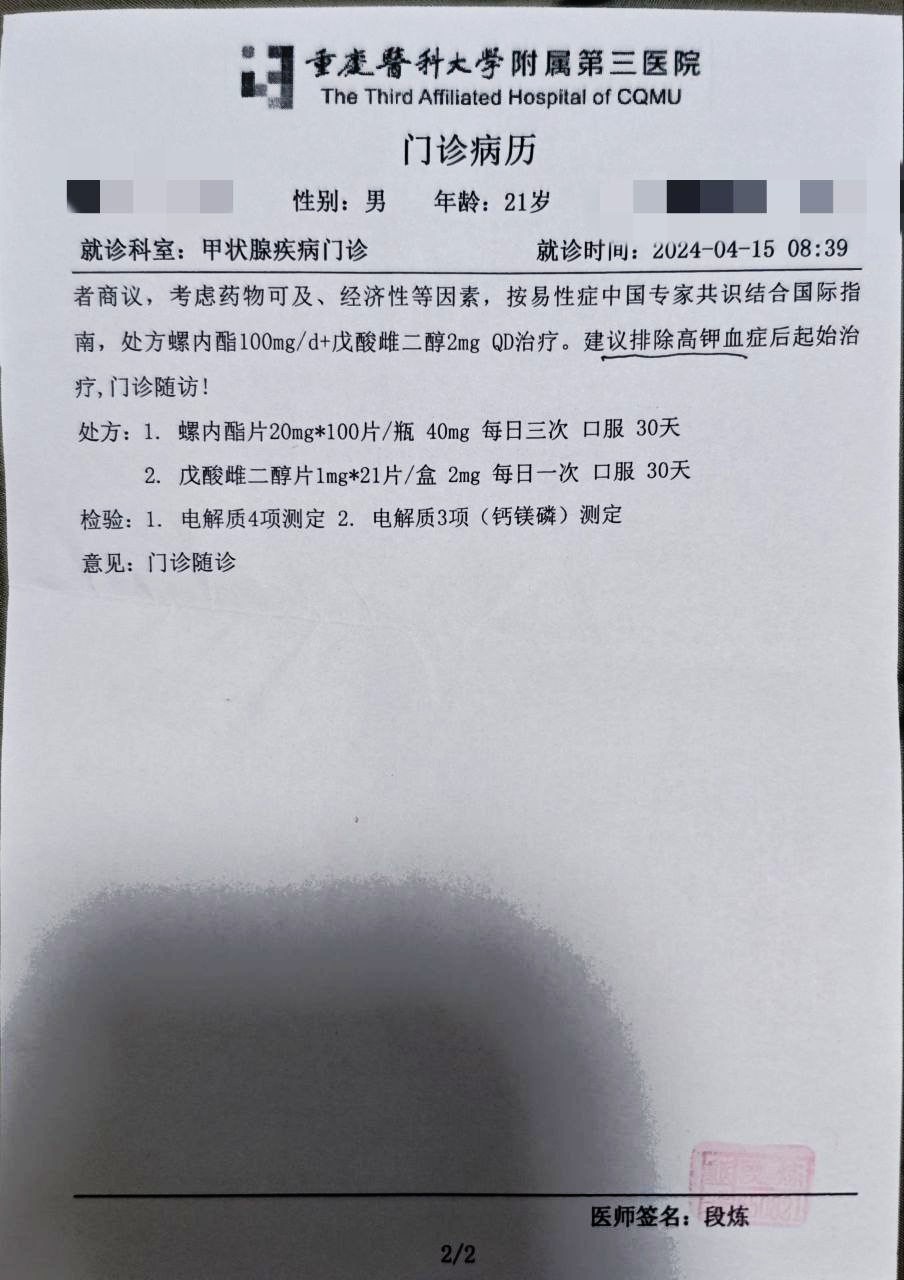 重庆醫科大学附属第三医院
The Third Affiliated Hospital of CQMU
门诊病历
性别：男 年龄：21岁
就诊科室：甲状腺疾病门诊 就诊时间：2024-04-15 08:39
者商议，考虑药物可及、经济性等因素，按易性症中国专家共识结合国际指
南，处方螺内酯100mg/d+戊酸雌二醇2mg QD治疗。建议排除高钾血症后起始治
疗,门诊随访!
处方：1. 螺内酯片20mg*100片/瓶 40mg 每日三次 口服 30天
2. 戊酸雌二醇片1mg*21片/盒 2mg 每日一次 口服 30天
检验：1. 电解质4项测定 2. 电解质3项（钙镁磷）测定
意见：门诊随诊
医师签名：段炼
2/2